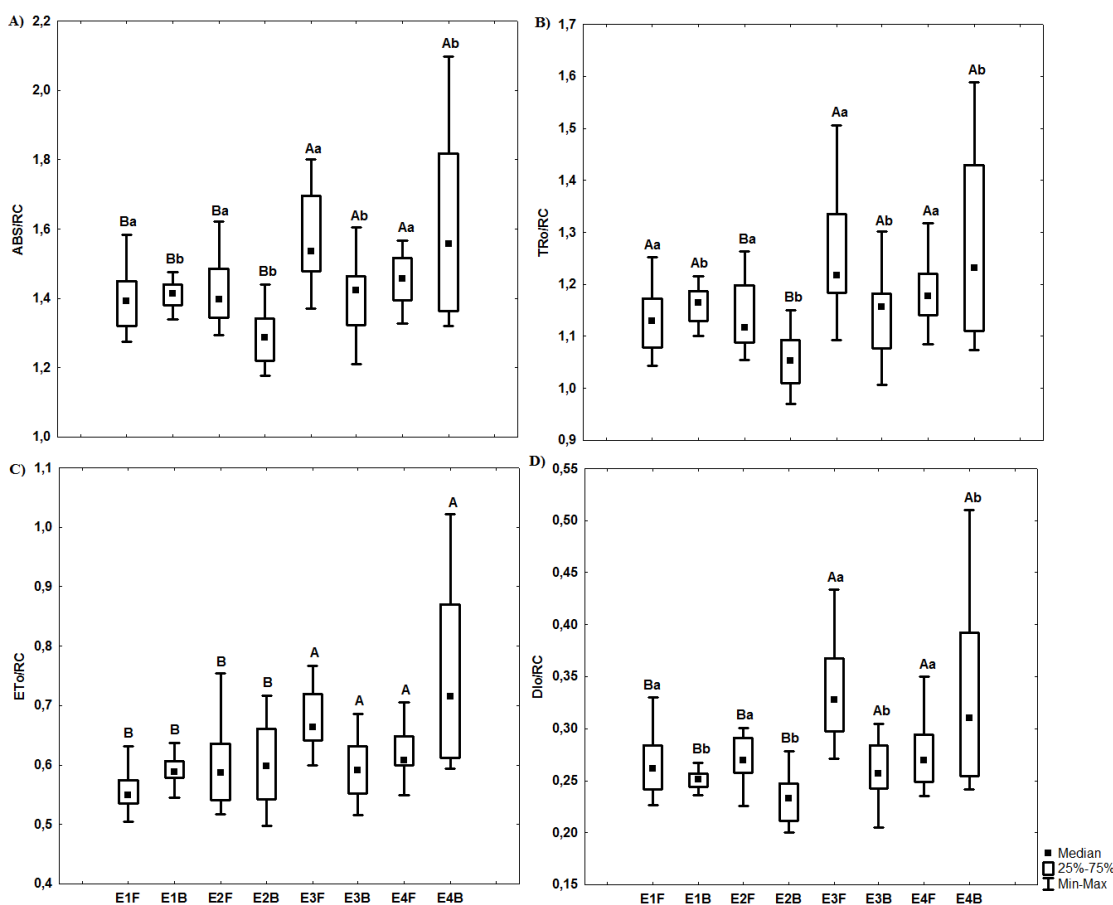 A)
2,2
2,0
1,8
1,6
1,4
1,2
1,0
ABS/RC
Ba
Bb
Ba
Bb
Aa
Ab
Aa
Ab
B)
1,7
1,6
1,5
1,4
1,3
1,2
1,1
1,0
0,9
TRo/RC
Aa
Ab
Ba
Bb
Aa
Ab
Aa
Ab
C)
1,1
1,0
0,9
0,8
0,7
0,6
0,5
0,4
ETo/RC
B
B
B
B
A
A
A
A
E1F E1B E2F E2B E3F E3B E4F E4B
D)
0,55
0,50
0,45
0,40
0,35
0,30
0,25
0,20
0,15
DIo/RC
Ba
Bb
Ba
Bb
Aa
Ab
Aa
Ab
E1F E1B E2F E2B E3F E3B E4F E4B
Median
25%-75%
Min-Max